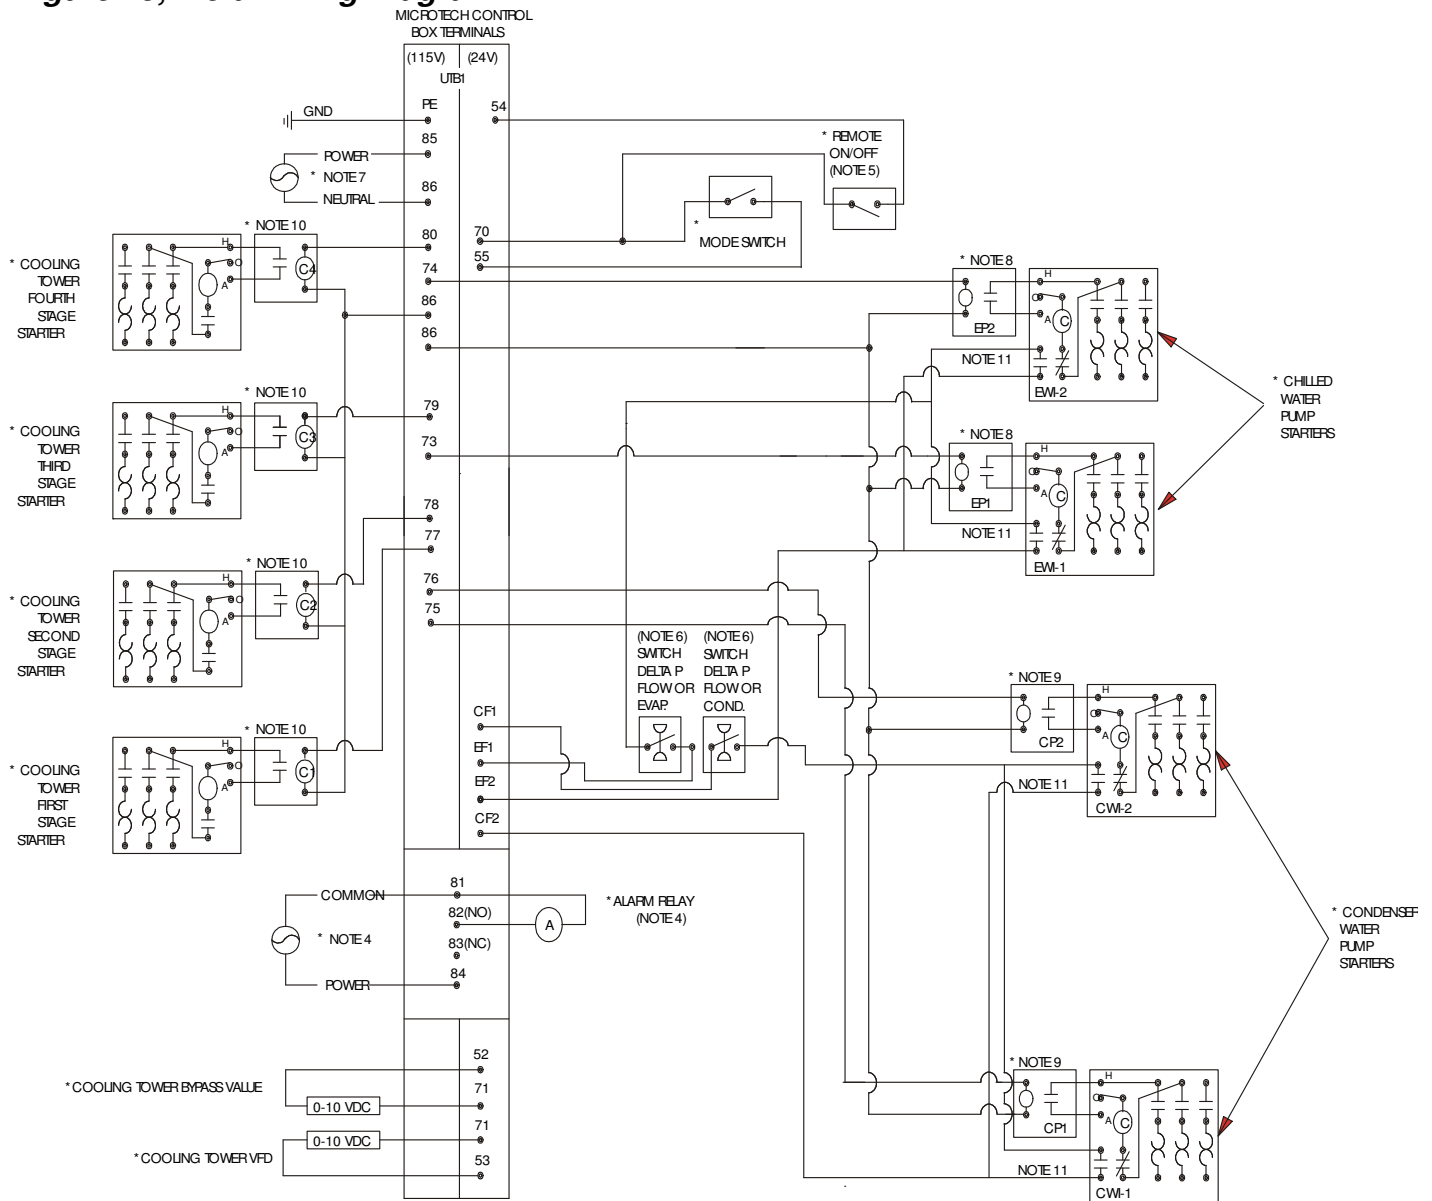 MICROTECH CONTROL
BOX TERMINALS
(115V) (24V)
UTB1
PE
54
GND
85
POWER
* NOTE 7
86
NEUTRAL
* REMOTE
ON/OFF
(NOTE 5)
* NOTE 10
80
70
*
MODE SWITCH
55
74
86
86
* COOLING
TOWER
FOURTH
STAGE
STARTER
H
O
A
C4
* NOTE 8
EP2
H
O
A
C
NOTE 11
EWI-2
* CHILLED
WATER
PUMP
STARTERS
* NOTE 10
79
73
* COOLING
TOWER
THIRD
STAGE
STARTER
H
O
A
C3
* NOTE 8
EP1
H
O
A
C
NOTE 11
EWI-1
78
77
76
75
* NOTE 10
* COOLING
TOWER
SECOND
STAGE
STARTER
H
O
A
C2
(NOTE 6)
SWITCH
DELTA P
FLOW OR
EVAP.
(NOTE 6)
SWITCH
DELTA P
FLOW OR
COND.
CF1
EF1
EF2
CF2
* NOTE 9
CP2
H
O
A
C
NOTE 11
CWI-2
* NOTE 10
* COOLING
TOWER
FIRST
STAGE
STARTER
H
O
A
C1
COMMON
81
82(NO)
83(NC)
84
* NOTE 4
POWER
A
* ALARM RELAY
(NOTE 4)
* CONDENSER
WATER
PUMP
STARTERS
52
71
71
53
* COOLING TOWER BYPASS VALUE
0-10 VDC
0-10 VDC
* COOLING TOWER VFD
* NOTE 9
CP1
H
O
A
C
NOTE 11
CWI-1